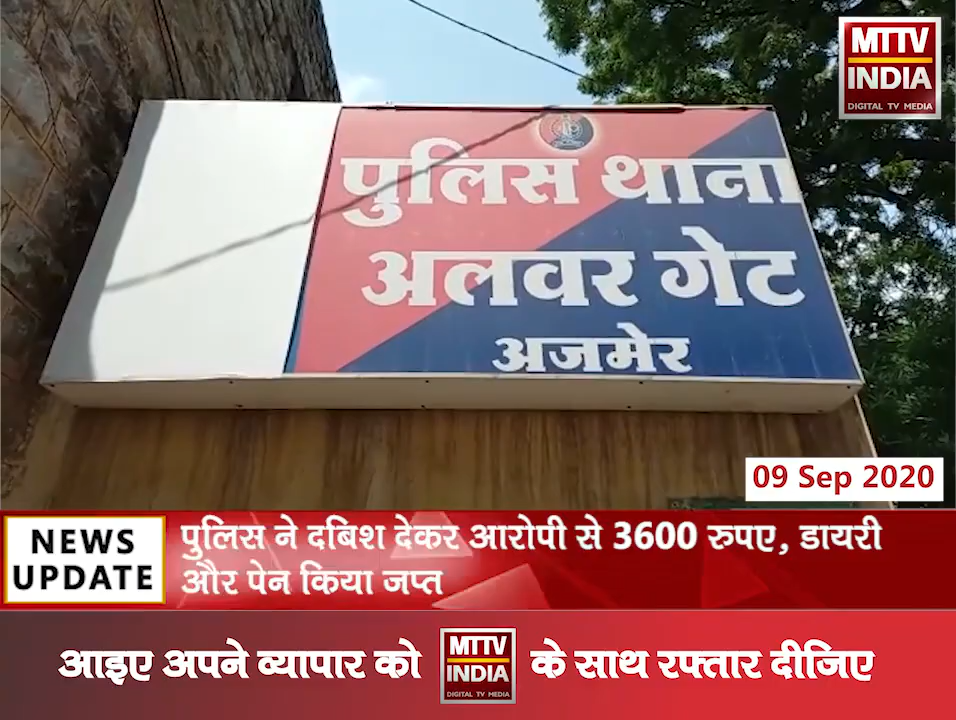 MTTV
INDIA
DIGITAL TV MEDIA
पुलिस थाना
अलवर गेट
अजमेर
09 Sep 2020
NEWS
UPDATE
पुलिस ने दबिश देकर आरोपी से 3600 रुपए, डायरी
और पेन किया जप्त
आइए अपने व्यापार को MTTV INDIA DIGITAL TV MEDIA के साथ रफ्तार दीजिए